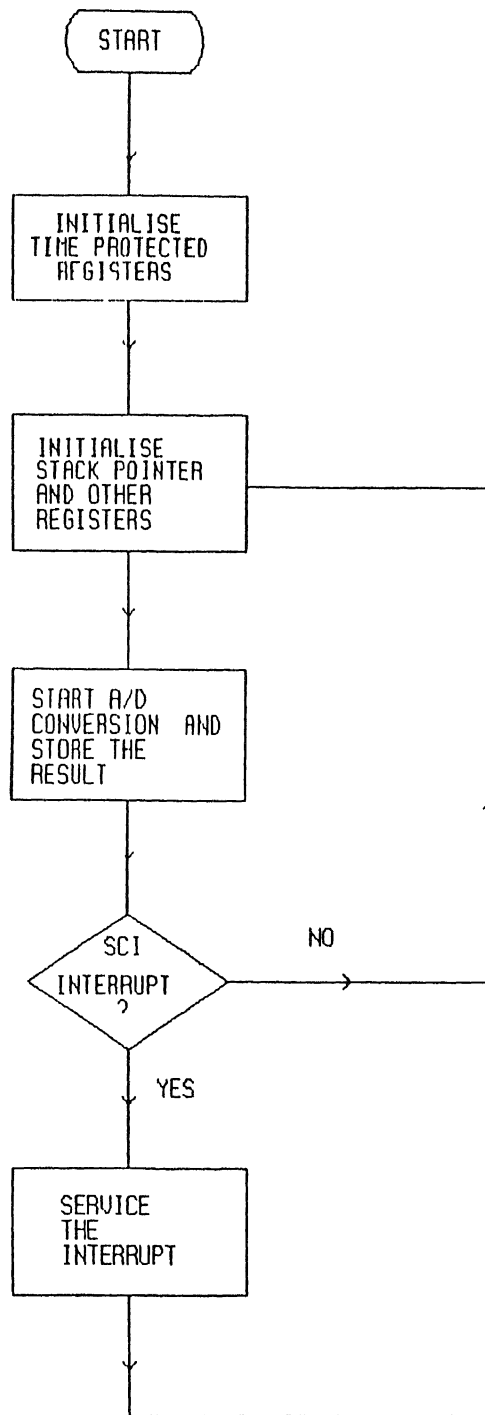 START
INITIALISE
TIME PROTECTED
REGISTERS
INITIALISE
STACK POINTER
AND OTHER
REGISTERS
START A/D
CONVERSION AND
STORE THE
RESULT
SCI
INTERRUPT
?
NO
YES
SERVICE
THE
INTERRUPT